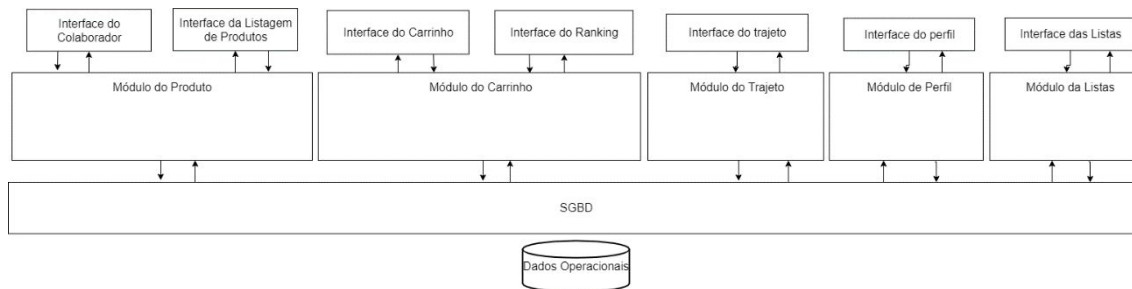 Interface do
Colaborador
Interface da Listagem
de Produtos
Interface do Carrinho
Interface do Ranking
Interface do trajeto
Interface do perfil
Interface das Listas
Módulo do Produto
Módulo do Carrinho
Módulo do Trajeto
Módulo de Perfil
Módulo da Listas
SGBD
Dados Operacionais